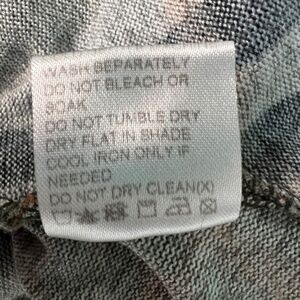 WASH SEPARATELY
DO NOT BLEACH OR
SOAK
DO NOT TUMBLE DRY
DRY FLAT IN SHADE
COOL IRON ONLY IF
NEEDED
DO NOT DRY CLEAN(X)